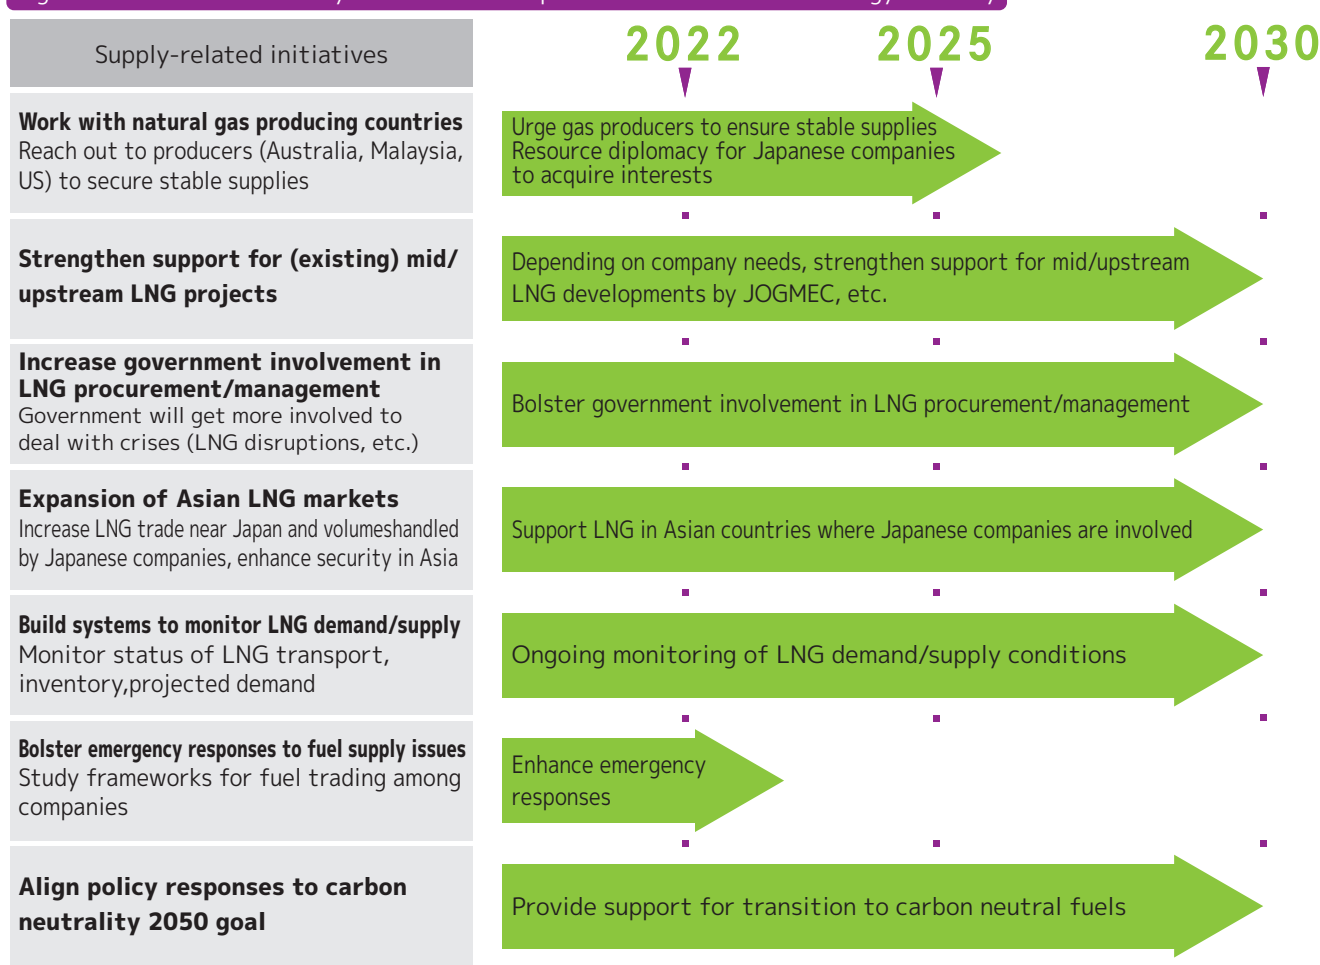 Supply-related initiatives
2022
2025
2030
Work with natural gas producing countries
Reach out to producers (Australia, Malaysia,
US) to secure stable supplies
Urge gas producers to ensure stable supplies
Resource diplomacy for Japanese companies
to acquire interests
Strengthen support for (existing) mid/
upstream LNG projects
Depending on company needs, strengthen support for mid/upstream
LNG developments by JOGMEC, etc.
Increase government involvement in
LNG procurement/management
Government will get more involved to
deal with crises (LNG disruptions, etc.)
Bolster government involvement in LNG procurement/management
Expansion of Asian LNG markets
Increase LNG trade near Japan and volumeshandled
by Japanese companies, enhance security in Asia
Support LNG in Asian countries where Japanese companies are involved
Build systems to monitor LNG demand/supply
Monitor status of LNG transport,
inventory,projected demand
Ongoing monitoring of LNG demand/supply conditions
Bolster emergency responses to fuel supply issues
Study frameworks for fuel trading among
companies
Enhance emergency
responses
Align policy responses to carbon
neutrality 2050 goal
Provide support for transition to carbon neutral fuels